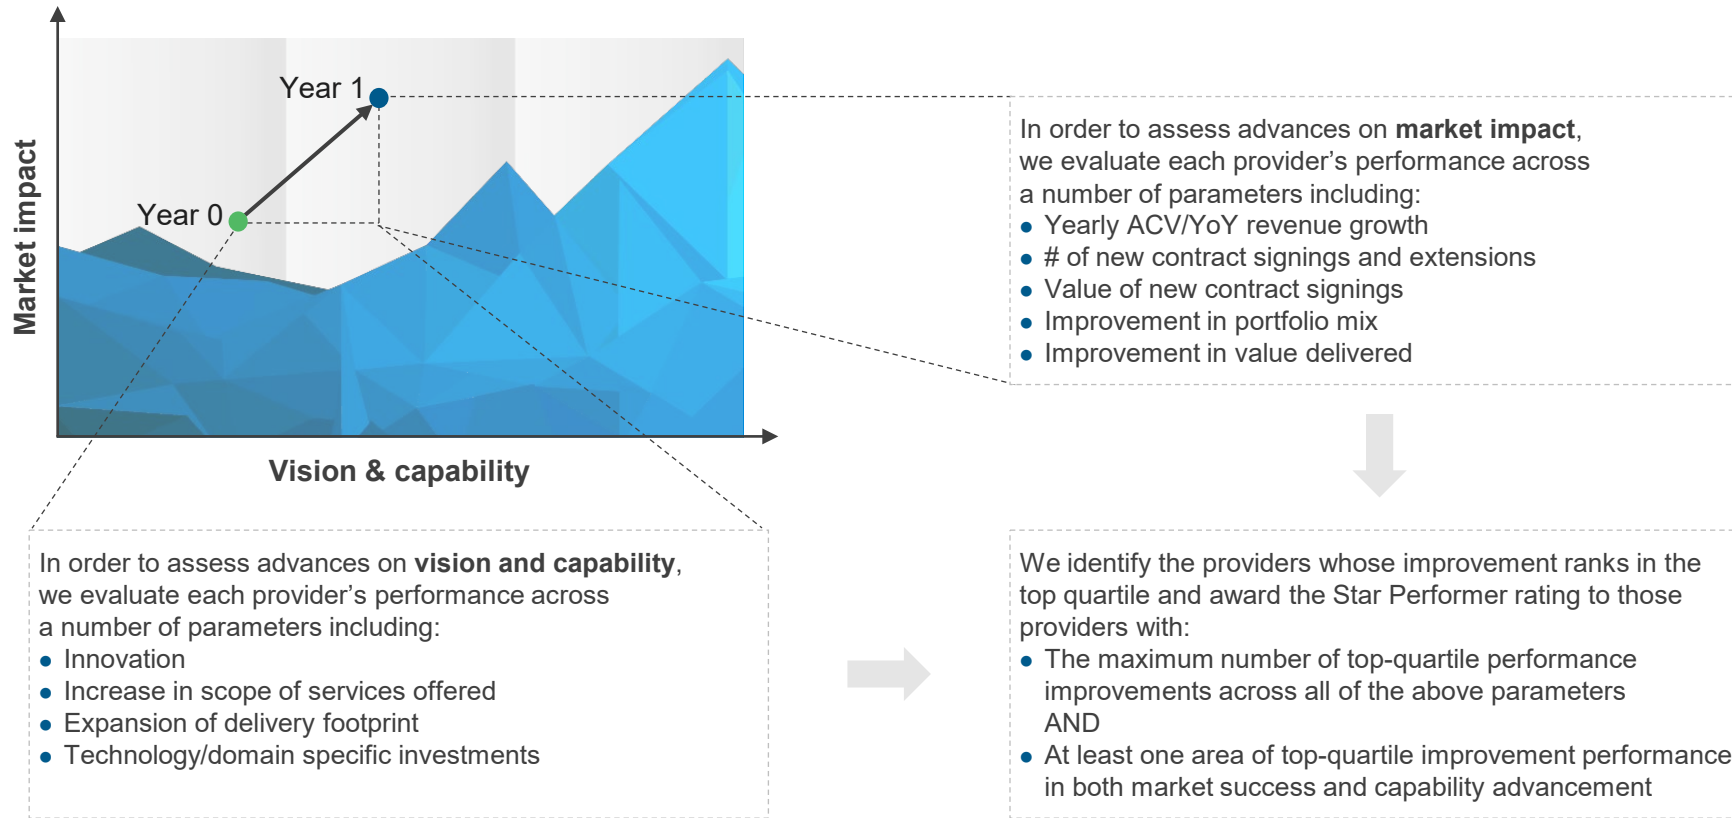 Year 1
Year 0
Market impact
Vision & capability
In order to assess advances on market impact,
we evaluate each provider’s performance across
a number of parameters including:
● Yearly ACV/YoY revenue growth
● # of new contract signings and extensions
● Value of new contract signings
● Improvement in portfolio mix
● Improvement in value delivered
In order to assess advances on vision and capability,
we evaluate each provider’s performance across
a number of parameters including:
● Innovation
● Increase in scope of services offered
● Expansion of delivery footprint
● Technology/domain specific investments
We identify the providers whose improvement ranks in the
top quartile and award the Star Performer rating to those
providers with:
● The maximum number of top-quartile performance
improvements across all of the above parameters
AND
● At least one area of top-quartile improvement performance
in both market success and capability advancement